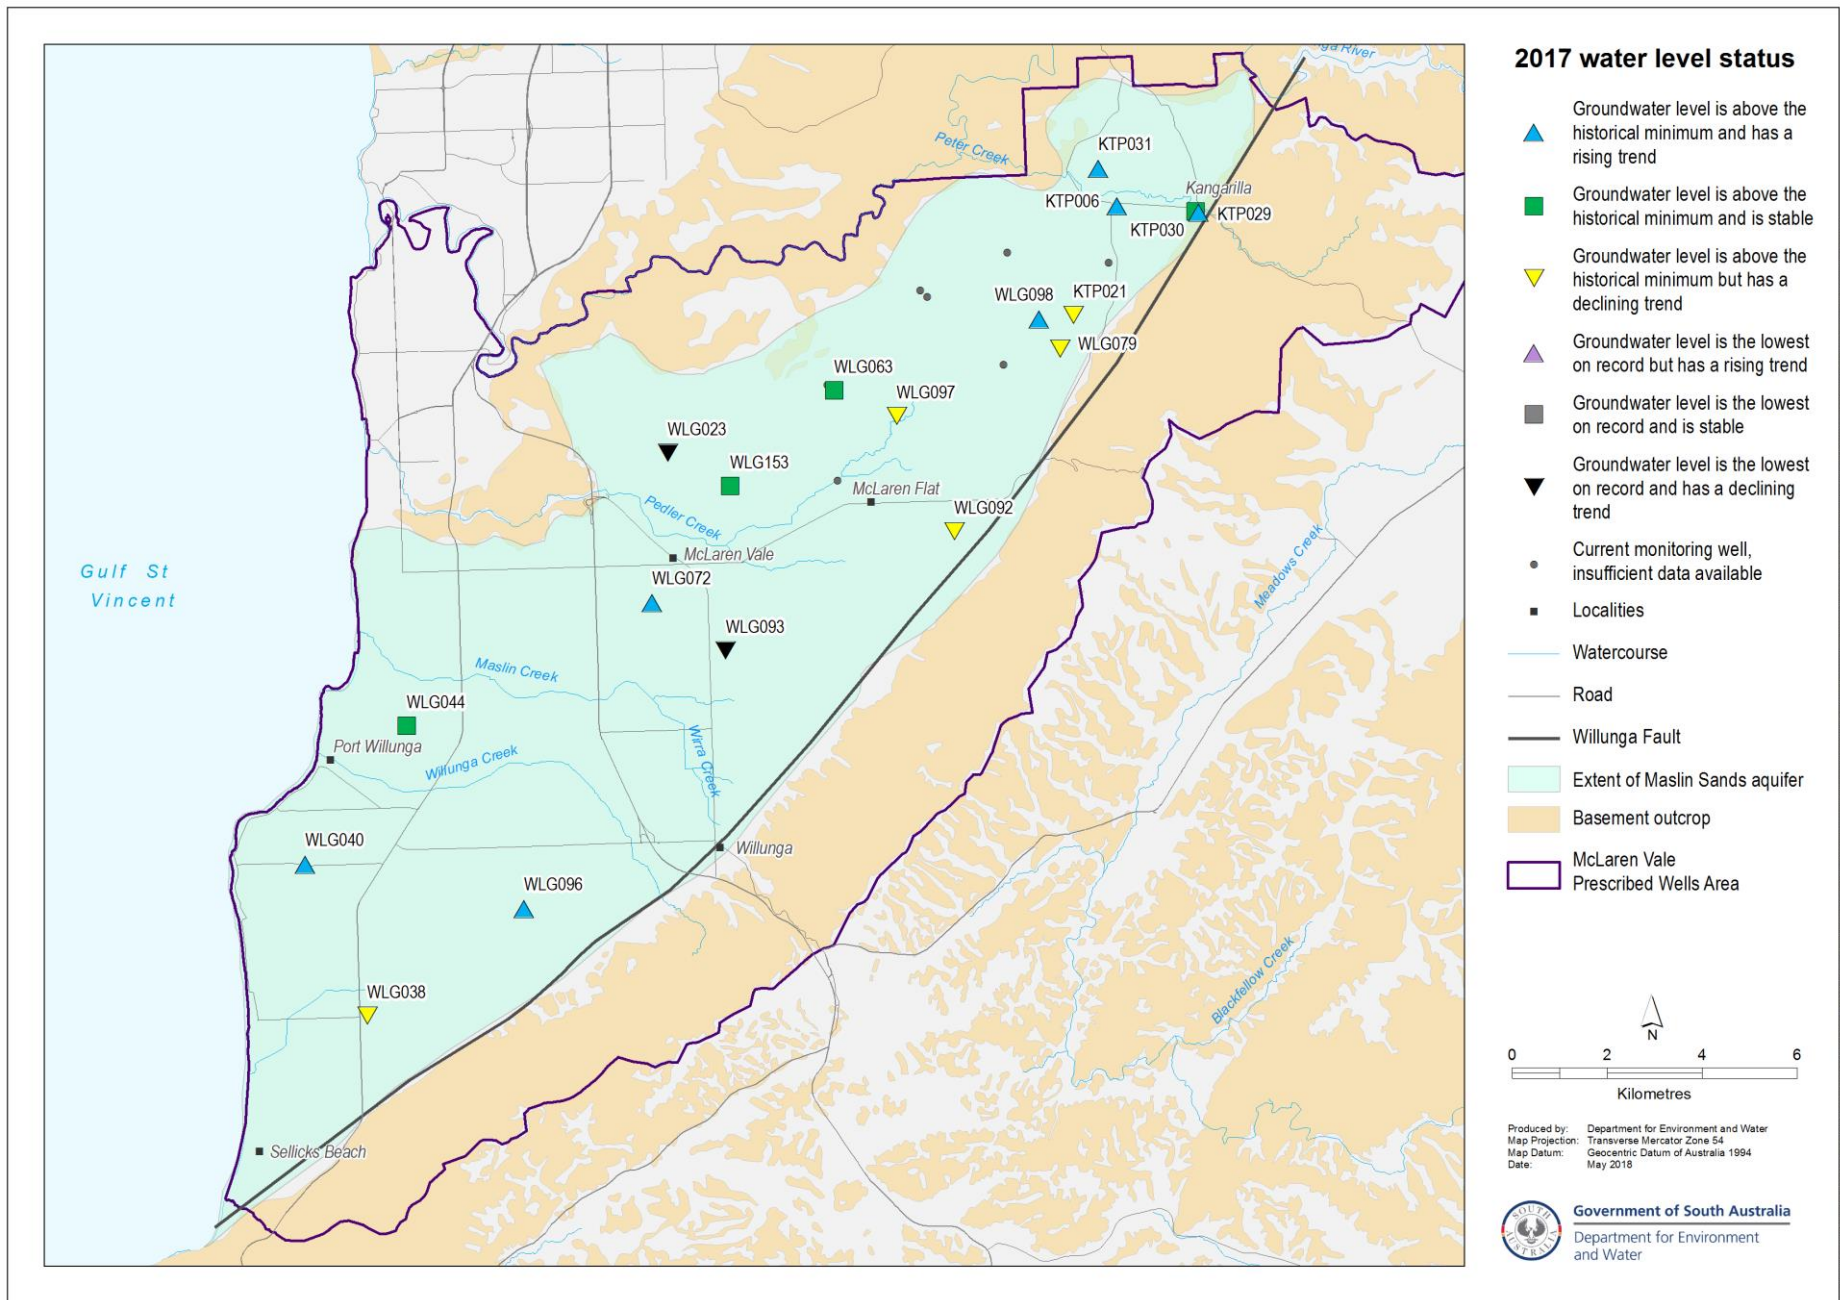 nga River
Peter Creek
KTP031
Kangarilla
KTP006
KTP029
KTP030
WLG098
KTP021
WLG079
WLG063
WLG097
WLG023
WLG153
McLaren Flat
Pedler Creek
WLG092
McLaren Vale
Meadows Creek
Gulf St
Vincent
WLG072
WLG093
Maslin Creek
WLG044
Port Willunga
Willunga Creek
Wirra Creek
WLG040
Willunga
WLG096
Blackfellow Creek
WLG038
Sellicks Beach
2017 water level status
Groundwater level is above the
historical minimum and has a
rising trend
Groundwater level is above the
historical minimum and is stable
Groundwater level is above the
historical minimum but has a
declining trend
Groundwater level is the lowest
on record but has a rising trend
Groundwater level is the lowest
on record and is stable
Groundwater level is the lowest
on record and has a declining
trend
Current monitoring well,
insufficient data available
Localities
Watercourse
Road
Willunga Fault
Extent of Maslin Sands aquifer
Basement outcrop
McLaren Vale
Prescribed Wells Area
N
0 2 4 6
Kilometres
Produced by: Department for Environment and Water
Map Projection: Transverse Mercator Zone 54
Map Datum: Geocentric Datum of Australia 1994
Date: May 2018
SOUTH AUSTRALIA
Government of South Australia
Department for Environment
and Water